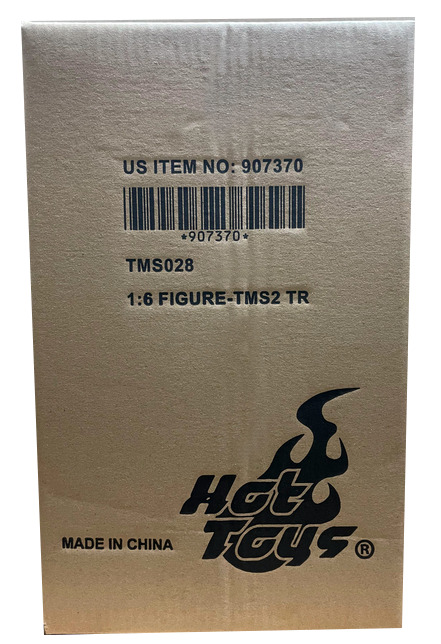 US ITEM NO: 907370
*907370*
TMS028
1:6 FIGURE-TMS2 TR
Hot
Toys®
MADE IN CHINA